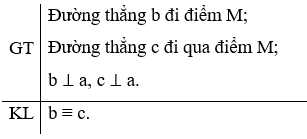 Đường thẳng b đi điểm M;
GT Đường thẳng c đi qua điểm M;
b ⊥ a, c ⊥ a.
KL b ≡ c.